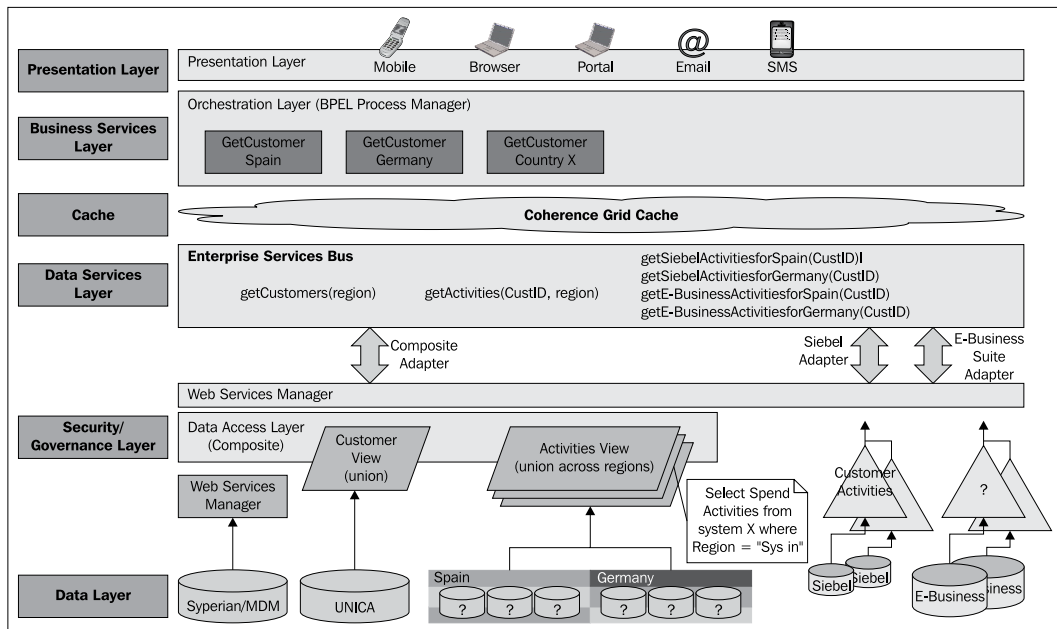 Presentation Layer
Presentation Layer
Mobile
Browser
Portal
@
Email
SMS
Business Services
Layer
Orchestration Layer (BPEL Process Manager)
GetCustomer
Spain
GetCustomer
Germany
GetCustomer
Country X
Cache
Coherence Grid Cache
Data Services
Layer
Enterprise Services Bus
getCustomers(region)
getActivities(CustID, region)
getSiebelActivitiesforSpain(CustID)l
getSiebelActivitiesforGermany(CustID)
getE-BusinessActivitiesforSpain(CustID)
getE-BusinessActivitiesforGermany(CustID)
Composite
Adapter
Siebel
Adapter
E-Business
Suite
Adapter
Web Services Manager
Security/
Governance Layer
Data Access Layer
(Composite)
Customer
View
(union)
Activities View
(union across regions)
Web Services
Manager
Select Spend
Activities from
system X where
Region = "Sys in"
Customer
Activities
?
Data Layer
Syperian/MDM
UNICA
Spain
? ? ?
Germany
? ? ?
Siebel
Siebel
E-Business
siness